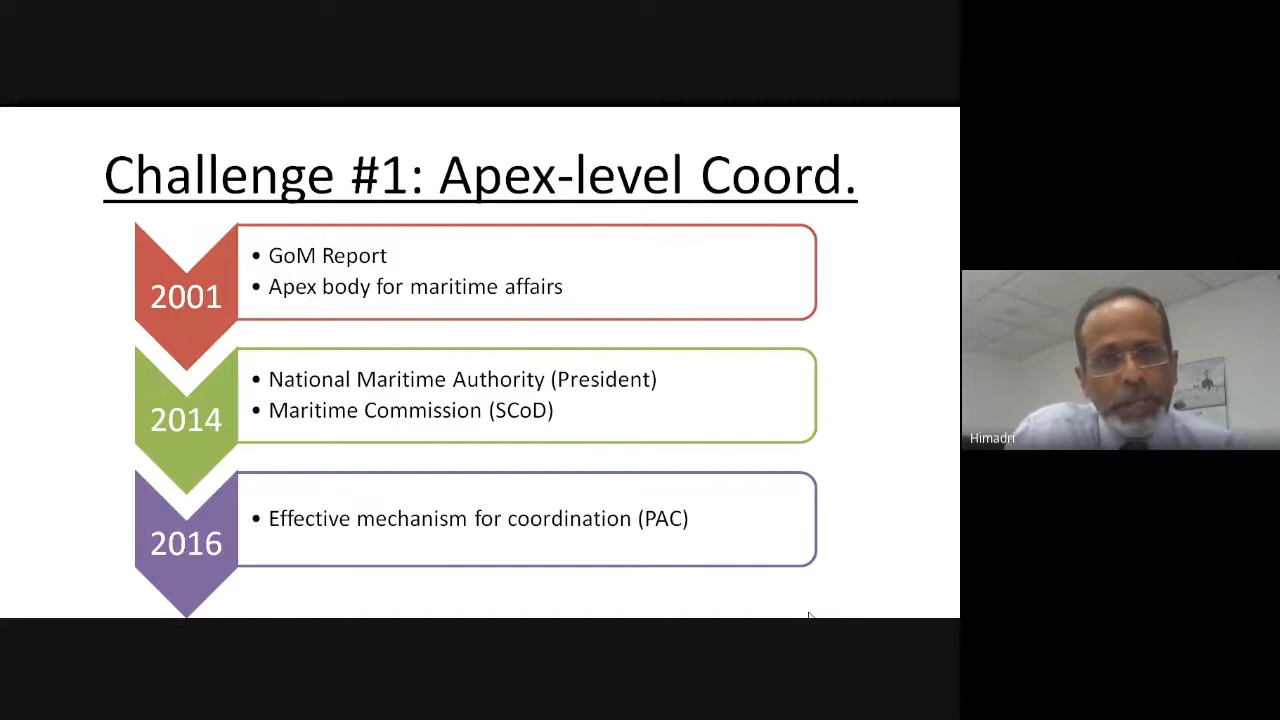 Challenge #1: Apex-level Coord.
2001
• GoM Report
• Apex body for maritime affairs
2014
• National Maritime Authority (President)
• Maritime Commission (SCoD)
2016
• Effective mechanism for coordination (PAC)
Himadri